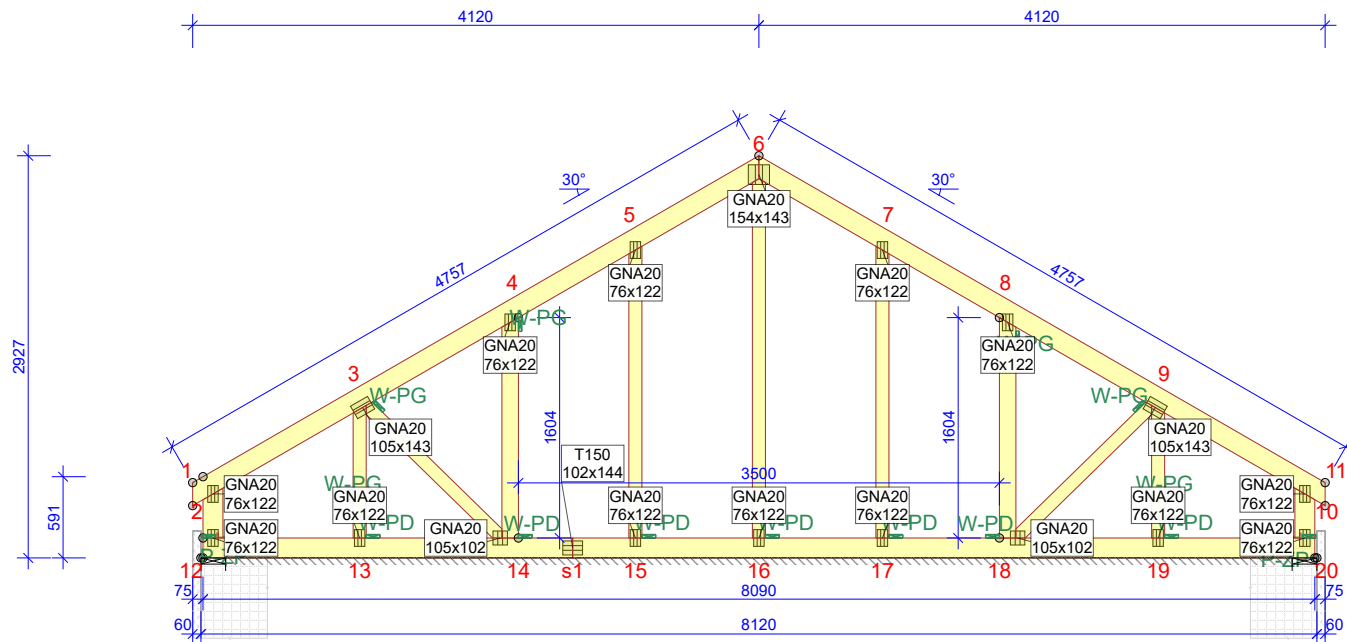 4120
4120
6
30°
30°
5
GNA20
154x143
7
4757
4757
4
GNA20
76x122
GNA20
76x122
8
W-PG
GNA20
76x122
GNA20
76x122
2927
3
W-PG
W-PG
9
1604
1604
GNA20
105x143
GNA20
105x143
T150
102x144
3500
1
11
GNA20
76x122
W-PG
W-PG
GNA20
76x122
2
10
591
GNA20
76x122
GNA20
76x122
W-PD
GNA20
105x102
W-PD
GNA20
76x122
W-PD
GNA20
76x122
W-PD
GNA20
76x122
W-PD
W-PD
GNA20
105x102
GNA20
76x122
W-PD
GNA20
76x122
12
13
14
s1
15
16
17
18
19
20
75
8090
75
60
8120
60